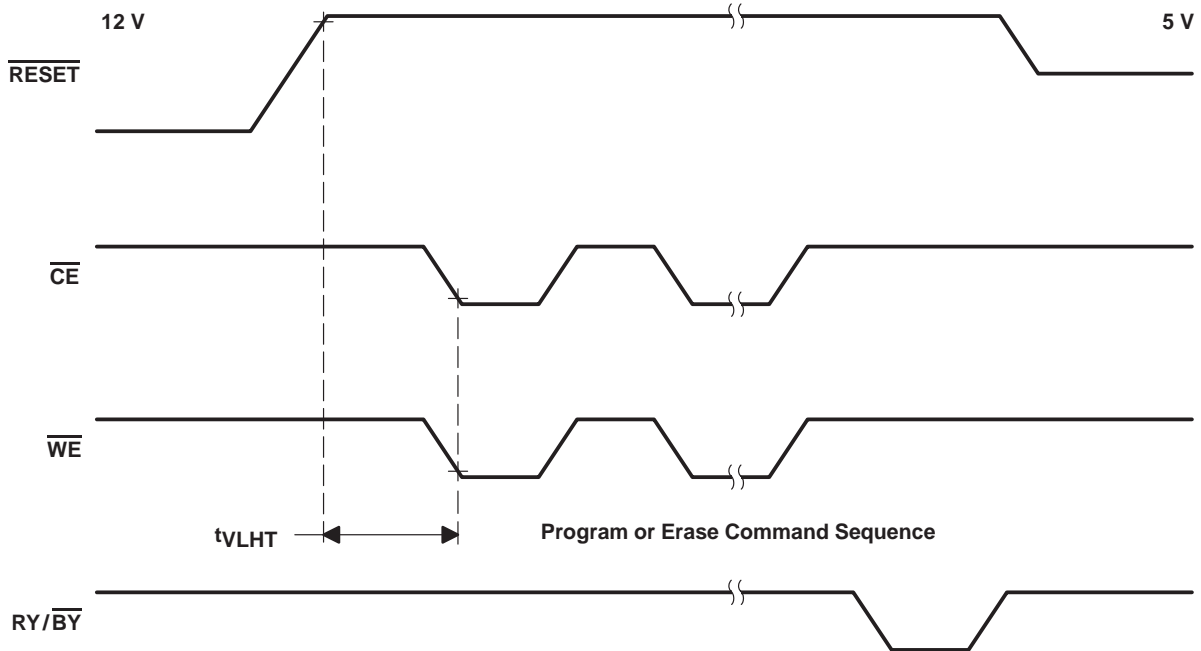 12 V
5 V
RESET
CE
WE
tVLHT
Program or Erase Command Sequence
RY/BY